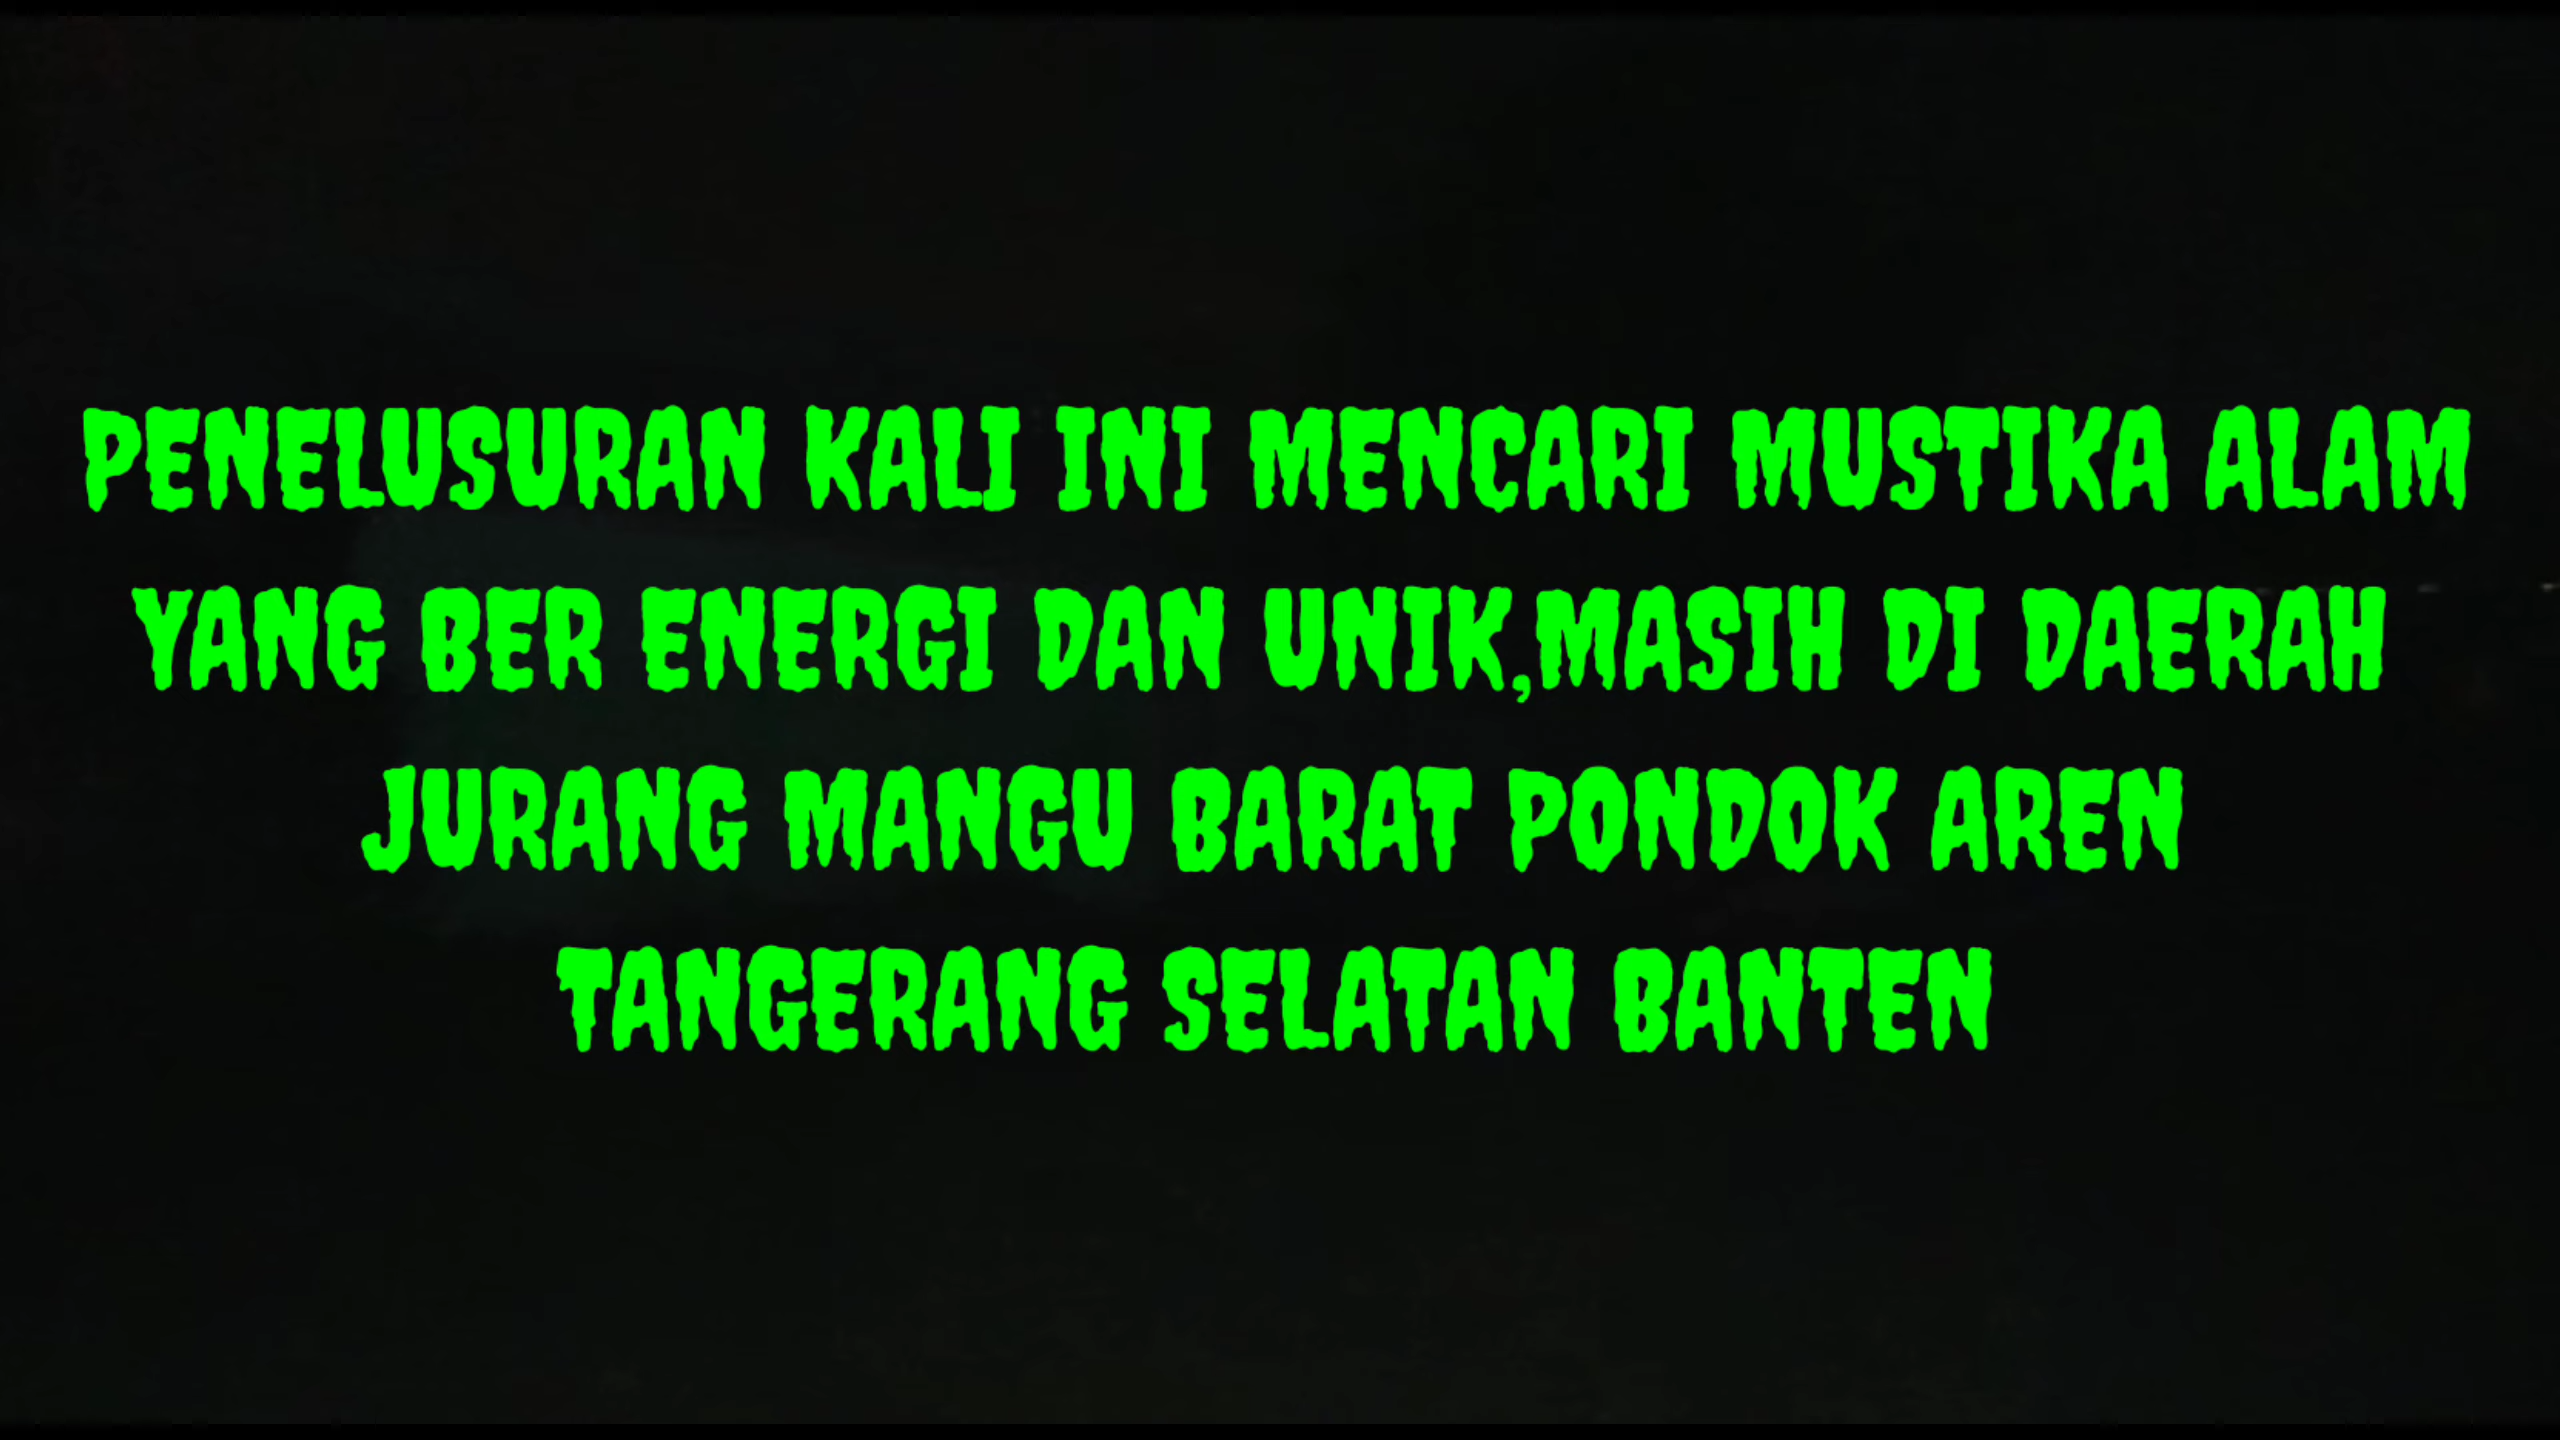 PENELUSURAN KALI INI MENCARI MUSTIKA ALAM
YANG BER ENERGI DAN UNIK,MASIH DI DAERAH
JURANG MANGU BARAT PONDOK AREN
TANGERANG SELATAN BANTEN